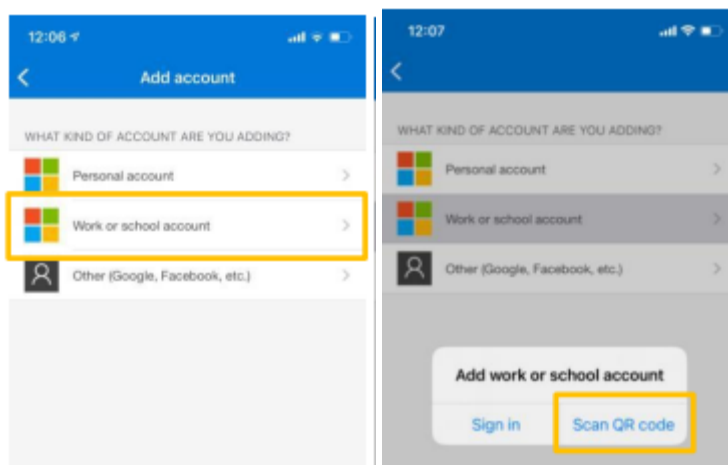 12:06
Add account
WHAT KIND OF ACCOUNT ARE YOU ADDING?
Personal account
Work or school account
Other (Google, Facebook, etc.)
12:07
WHAT KIND OF ACCOUNT ARE YOU ADDING?
Personal account
Work or school account
Other (Google, Facebook, etc.)
Add work or school account
Sign in
Scan QR code